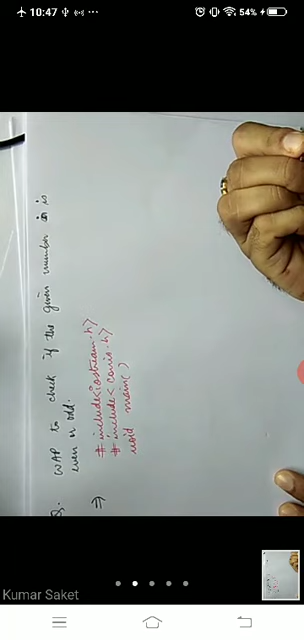 10:47
54%
Q. WAP to check if the given number is
even or odd.
⇒ #include<iostream.h>
#include<conio.h>
void main()
Kumar Saket